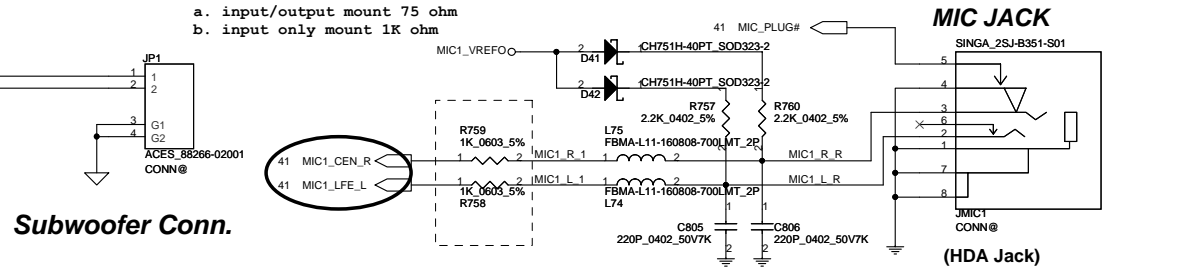 a. input/output mount 75 ohm
b. input only mount 1K ohm
41 MIC_PLUG#
MIC JACK
SINGA_2SJ-B351-S01
MIC1_VREFO
2 1 CH751H-40PT_SOD323-2
D41
2 1 CH751H-40PT_SOD323-2
D42
JP1
1 1
2 2
3 G1
4 G2
ACES_88266-02001
CONN@
R757
2.2K_0402_5%
R760
2.2K_0402_5%
R759
1K_0603_5%
L75
FBMA-L11-160808-700LMT_2P
41 MIC1_CEN_R
1 2 MIC1_R_1 1 2 MIC1_R_R
41 MIC1_LFE_L
1 2 MIC1_L_1 1 2 MIC1_L_R
1K_0603_5%
R758
FBMA-L11-160808-700LMT_2P
L74
5
4
3
6
2
1
7
8
C805
220P_0402_50V7K
C806
220P_0402_50V7K
JMIC1
CONN@
Subwoofer Conn.
(HDA Jack)